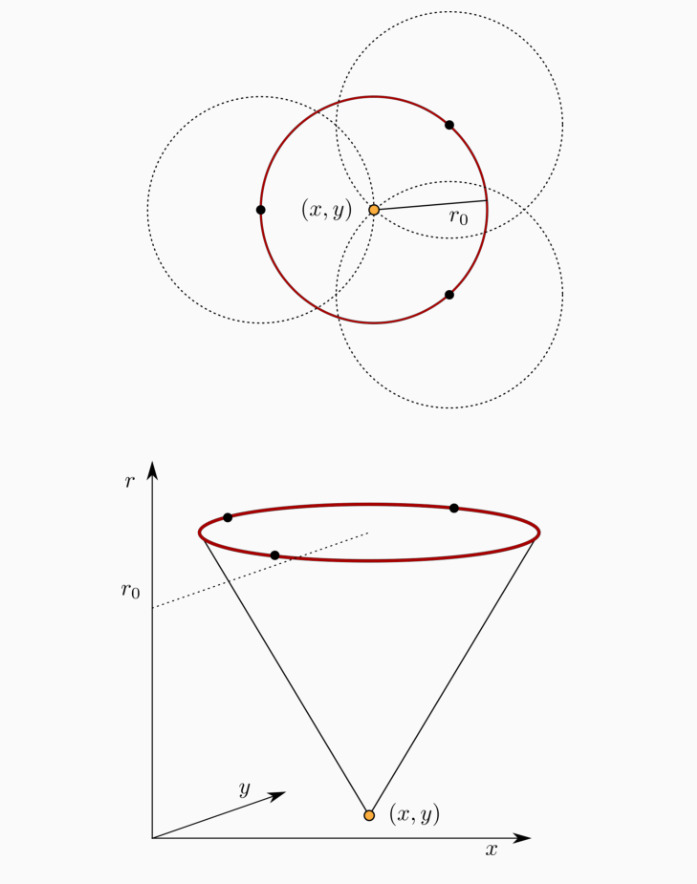 (x, y)
r₀
r
r₀
y
(x, y)
x